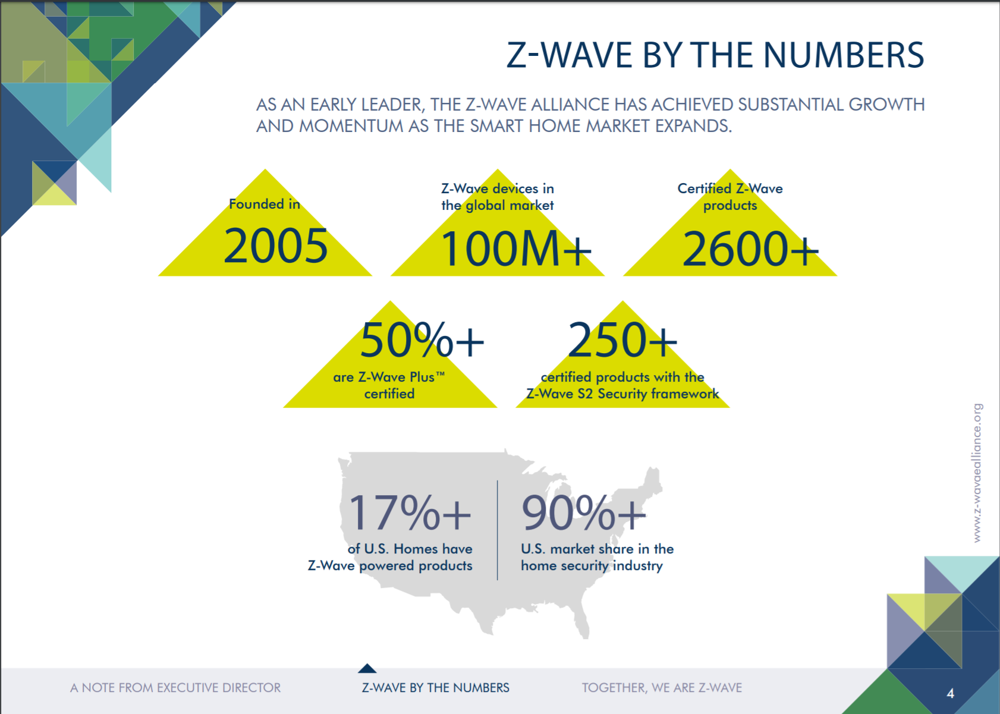 Z-WAVE BY THE NUMBERS
AS AN EARLY LEADER, THE Z-WAVE ALLIANCE HAS ACHIEVED SUBSTANTIAL GROWTH
AND MOMENTUM AS THE SMART HOME MARKET EXPANDS.
Founded in
2005
Z-Wave devices in
the global market
100M+
Certified Z-Wave
products
2600+
50%+
are Z-Wave Plus™
certified
250+
certified products with the
Z-Wave S2 Security framework
17%+
of U.S. Homes have
Z-Wave powered products
90%+
U.S. market share in the
home security industry
www.z-wavaealliance.org
A NOTE FROM EXECUTIVE DIRECTOR
Z-WAVE BY THE NUMBERS
TOGETHER, WE ARE Z-WAVE
4